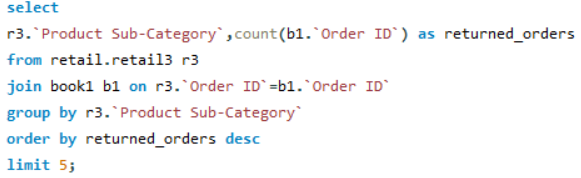 select
r3.`Product Sub-Category`,count(b1.`Order ID`) as returned_orders
from retail.retail3 r3
join book1 b1 on r3.`Order ID`=b1.`Order ID`
group by r3.`Product Sub-Category`
order by returned_orders desc
limit 5;